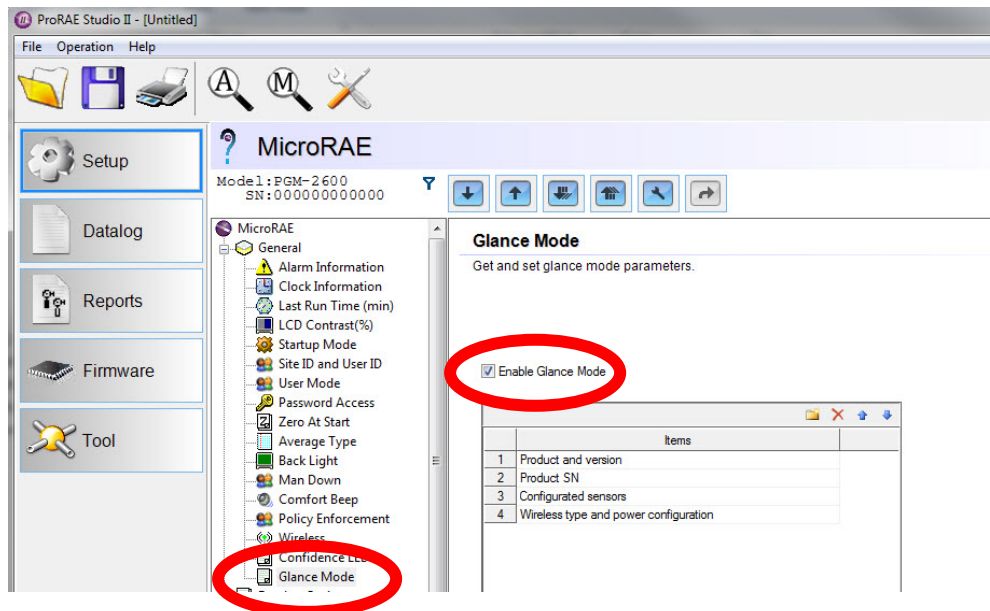 ProRAE Studio II - [Untitled]
File Operation Help
A M
Setup
Datalog
Reports
Firmware
Tool
MicroRAE
Model:PGM-2600
SN:000000000000
MicroRAE
General
Alarm Information
Clock Information
Last Run Time (min)
LCD Contrast(%)
Startup Mode
Site ID and User ID
User Mode
Password Access
Zero At Start
Average Type
Back Light
Man Down
Comfort Beep
Policy Enforcement
Wireless
Confidence LED
Glance Mode
Glance Mode
Get and set glance mode parameters.
Enable Glance Mode
Items
1 Product and version
2 Product SN
3 Configurated sensors
4 Wireless type and power configuration